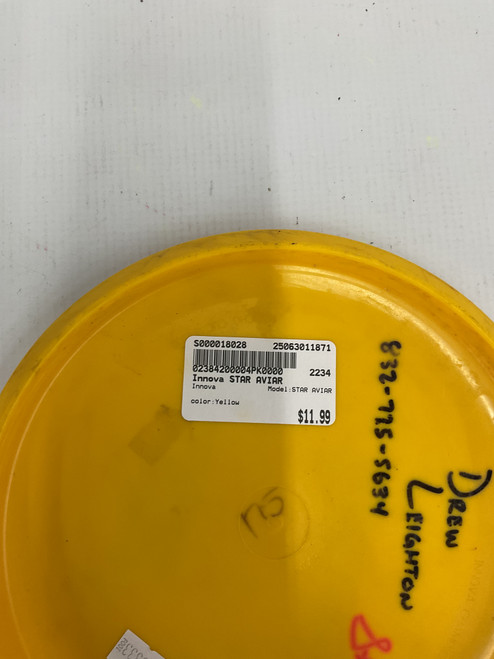 S000018028 25063011871
02384200004PK0000 2234
Innova STAR AVIAR
Innova Model:STAR AVIAR
color:Yellow
$11.99
832-775-5634
DREW
LEIGHTON
175